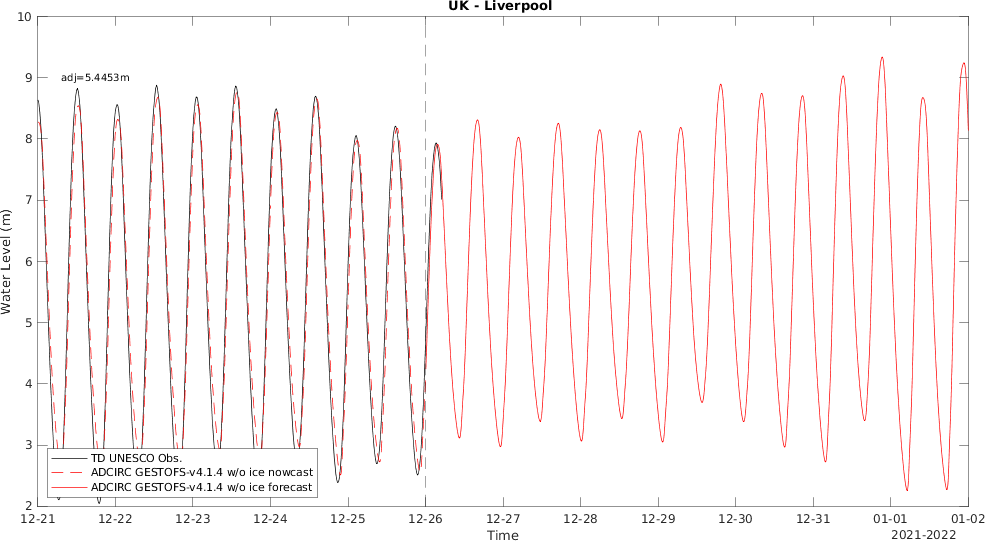 UK - Liverpool
10
9
8
7
6
5
4
3
2
Water Level (m)
adj=5.4453m
TD UNESCO Obs.
ADCIRC GESTOFS-v4.1.4 w/o ice nowcast
ADCIRC GESTOFS-v4.1.4 w/o ice forecast
12-21 12-22 12-23 12-24 12-25 12-26 12-27 12-28 12-29 12-30 12-31 01-01 01-02
Time
2021-2022